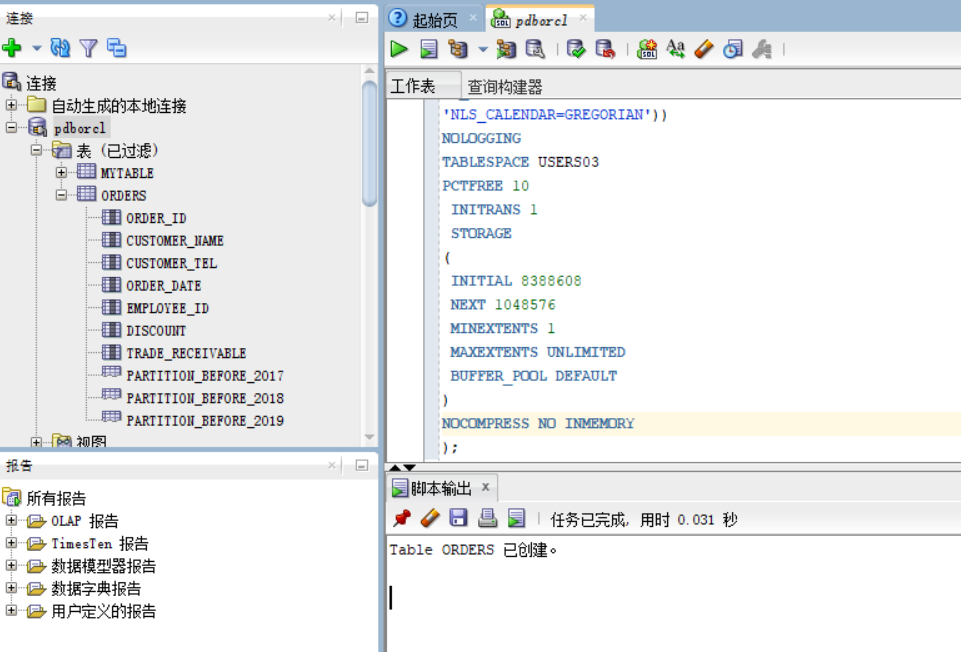 连接
连接
自动生成的本地连接
pdborcl
表 (已过滤)
MYTABLE
ORDERS
ORDER_ID
CUSTOMER_NAME
CUSTOMER_TEL
ORDER_DATE
EMPLOYEE_ID
DISCOUNT
TRADE_RECEIVABLE
PARTITION_BEFORE_2017
PARTITION_BEFORE_2018
PARTITION_BEFORE_2019
视图
报告
所有报告
OLAP 报告
TimesTen 报告
数据模型器报告
数据字典报告
用户定义的报告
起始页
pdborcl
工作表 查询构建器
'NLS_CALENDAR=GREGORIAN'))
NOLOGGING
TABLESPACE USERS03
PCTFREE 10
INITRANS 1
STORAGE
(
INITIAL 8388608
NEXT 1048576
MINEXTENTS 1
MAXEXTENTS UNLIMITED
BUFFER_POOL DEFAULT
)
NOCOMPRESS NO INMEMORY
);
脚本输出
任务已完成, 用时 0.031 秒
Table ORDERS 已创建。